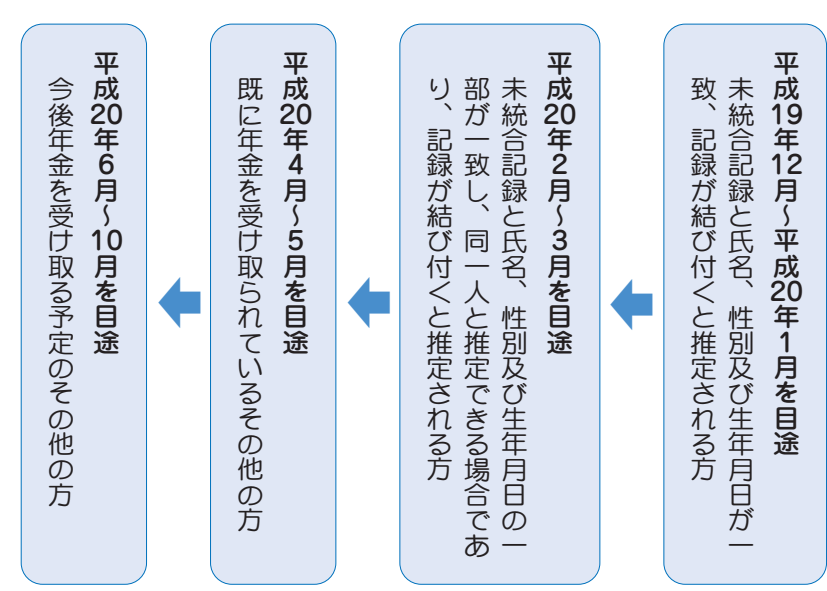 平成19年12月〜平成20年1月を目途
未統合記録と氏名、性別及び生年月日が一
致、記録が結び付くと推定される方
平成20年2月〜3月を目途
未統合記録と氏名、性別及び生年月日の一
部が一致し、同一人と推定できる場合であ
り、記録が結び付くと推定される方
平成20年4月〜5月を目途
既に年金を受け取られているその他の方
平成20年6月〜10月を目途
今後年金を受け取る予定のその他の方